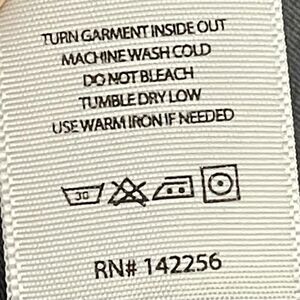 TURN GARMENT INSIDE OUT
MACHINE WASH COLD
DO NOT BLEACH
TUMBLE DRY LOW
USE WARM IRON IF NEEDED
30
RN# 142256